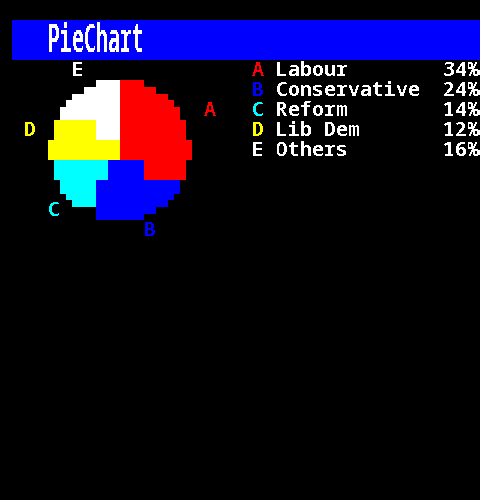 PieChart
E
A Labour 34%
B Conservative 24%
A
C Reform 14%
D
D Lib Dem 12%
E Others 16%
C
B